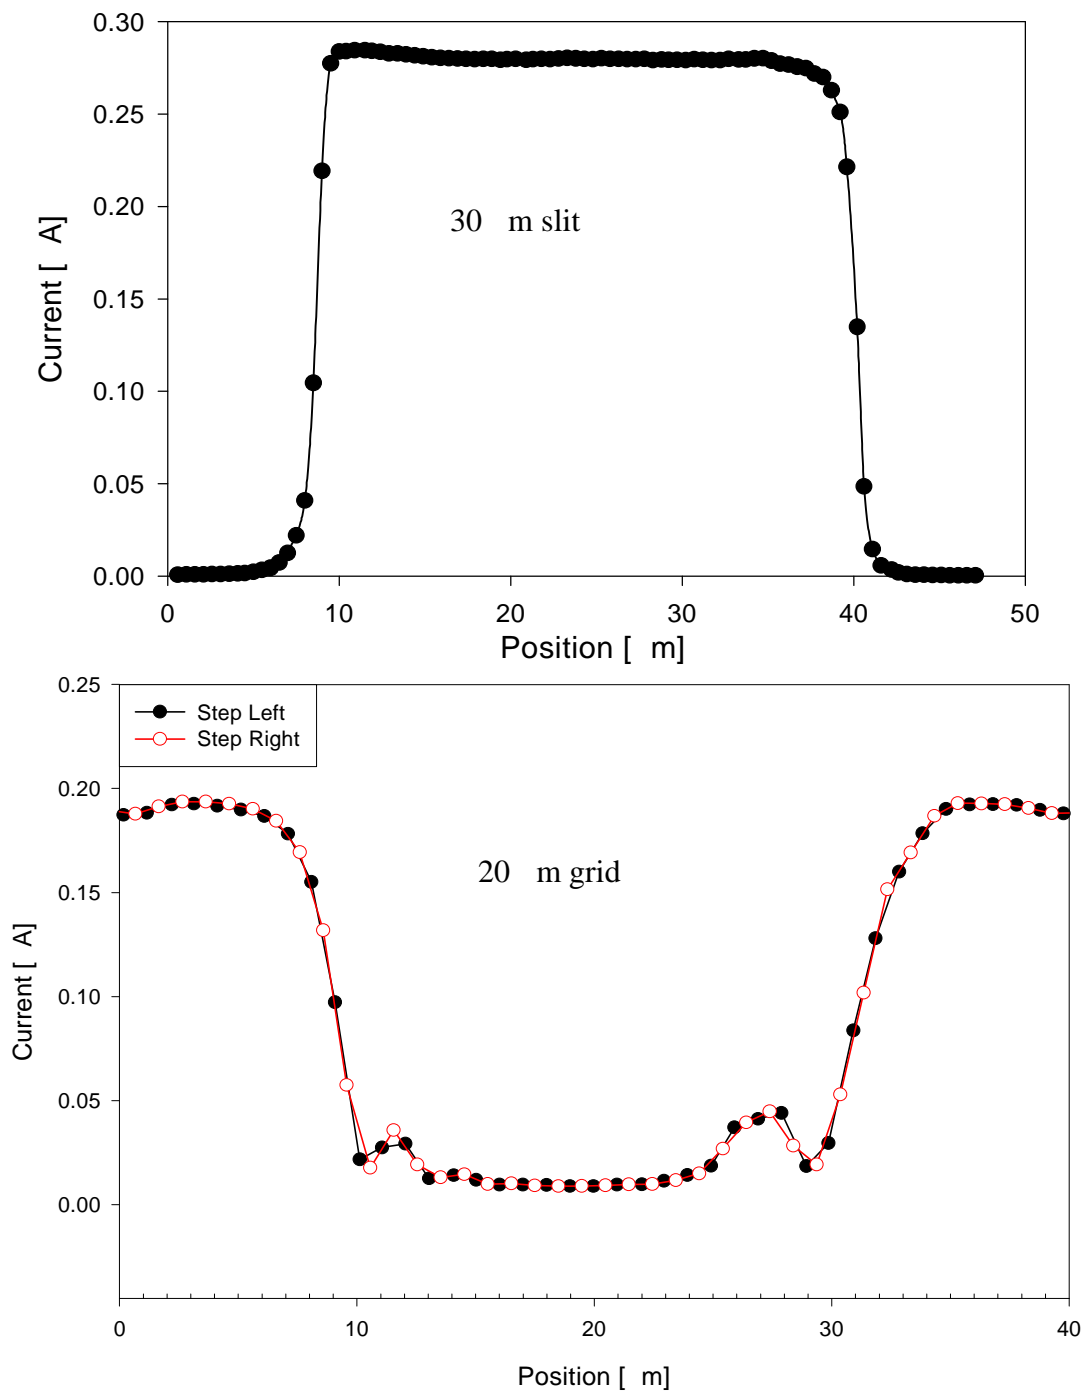 0.30
0.25
0.20
0.15
0.10
0.05
0.00
Current [ A]
30 m slit
0 10 20 30 40 50
Position [ m]
0.25
0.20
0.15
0.10
0.05
0.00
Current [ A]
Step Left
Step Right
20 m grid
0 10 20 30 40
Position [ m]